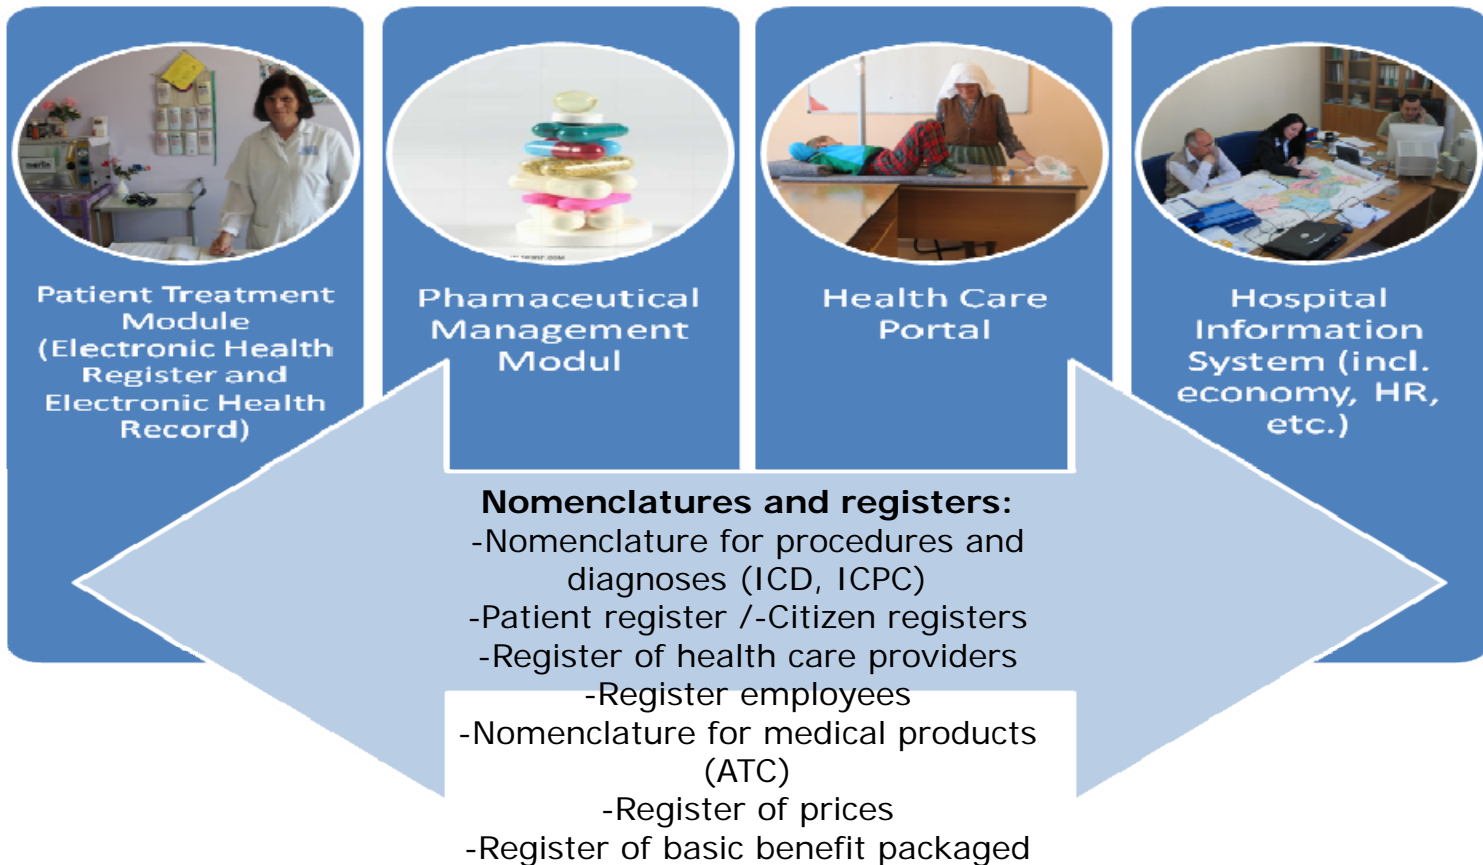 Patient Treatment
Module
(Electronic Health
Register and
Electronic Health
Record)
Phamaceutical
Management
Modul
Health Care
Portal
Hospital
Information
System (incl.
economy, HR,
etc.)
Nomenclatures and registers:
-Nomenclature for procedures and
diagnoses (ICD, ICPC)
-Patient register /-Citizen registers
-Register of health care providers
-Register employees
-Nomenclature for medical products
(ATC)
-Register of prices
-Register of basic benefit packaged